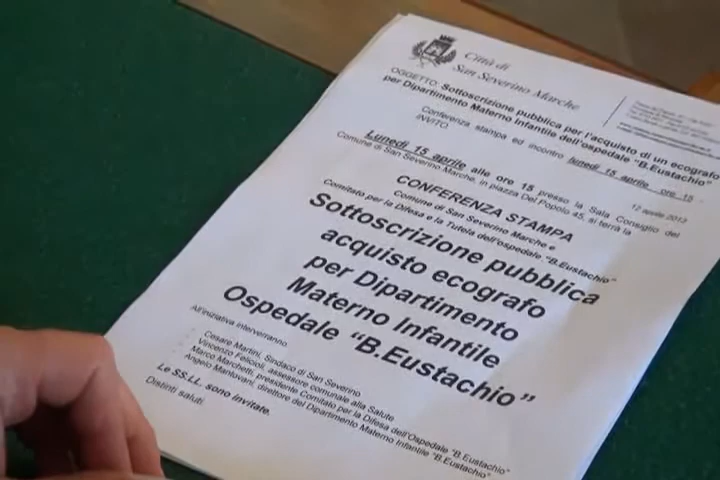 Città di
San Severino Marche
OGGETTO: Sottoscrizione pubblica per l'acquisto di un ecografo
per Dipartimento Materno Infantile dell'ospedale "B.Eustachio"
Conferenza stampa ed incontro lunedì 15 aprile ore 15 -
INVITO
12 aprile 2013
Lunedì 15 aprile alle ore 15 presso la Sala Consiglio del
Comune di San Severino Marche, in piazza Del Popolo 45, si terrà la
CONFERENZA STAMPA
Comune di San Severino Marche e
Comitato per la Difesa e la Tutela dell'ospedale "B.Eustachio"
Sottoscrizione pubblica
acquisto ecografo
per Dipartimento
Materno Infantile
Ospedale "B.Eustachio"
All'iniziativa interverranno:
Cesare Martini, Sindaco di San Severino
Vincenzo Felicioli, assessore comunale alla Salute
Marco Marchetti, presidente Comitato per la Difesa dell'Ospedale "B.Eustachio"
Angelo Mantovani, direttore del Dipartimento Materno Infantile "B.Eustachio"
Le SS.LL. sono invitate.
Distinti saluti.